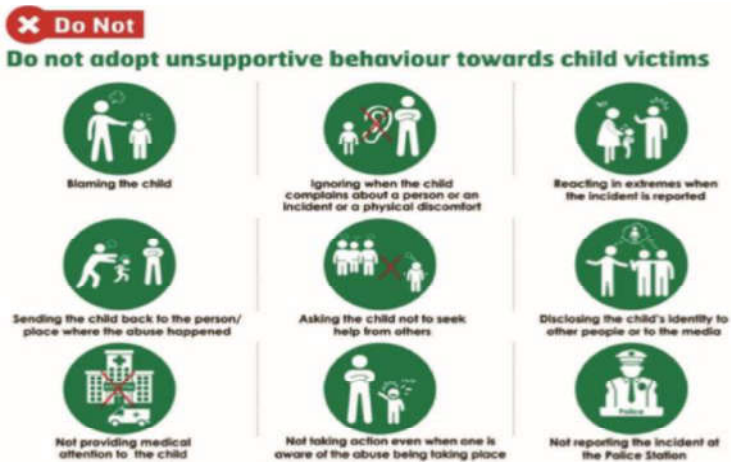 Do Not
Do not adopt unsupportive behaviour towards child victims
Blaming the child
Ignoring when the child
complains about a person or an
incident or a physical discomfort
Reacting in extremes when
the incident is reported
Sending the child back to the person/
place where the abuse happened
Asking the child not to seek
help from others
Disclosing the child's identity to
other people or to the media
Not providing medical
attention to the child
Not taking action even when one is
aware of the abuse being taking place
Police
Not reporting the incident at
the Police Station